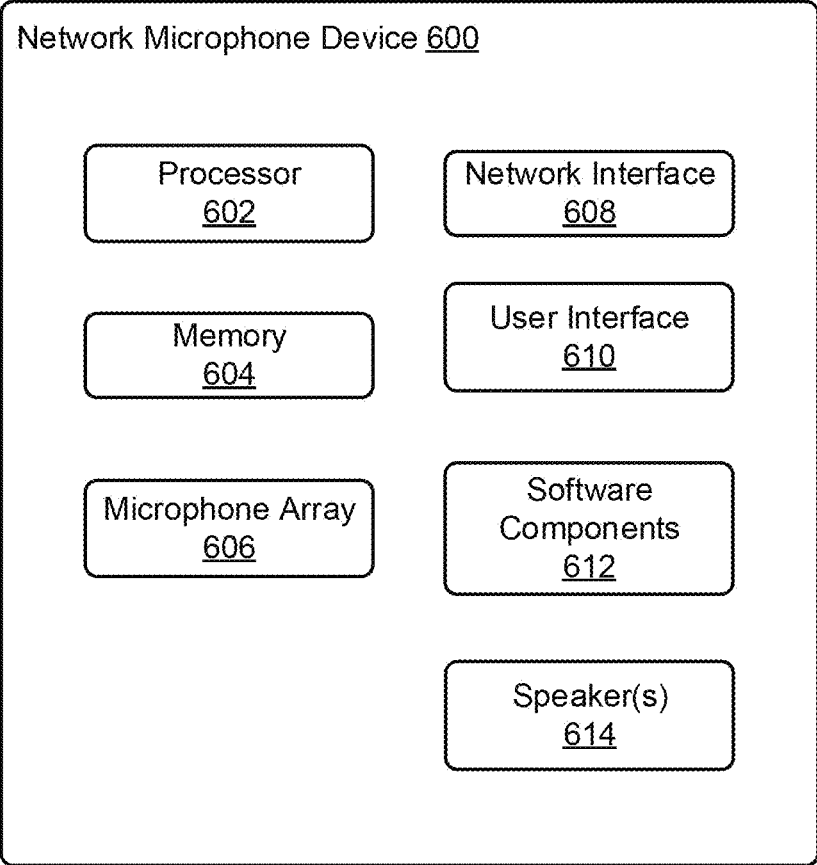 Network Microphone Device 600
Processor
602
Memory
604
Microphone Array
606
Network Interface
608
User Interface
610
Software
Components
612
Speaker(s)
614